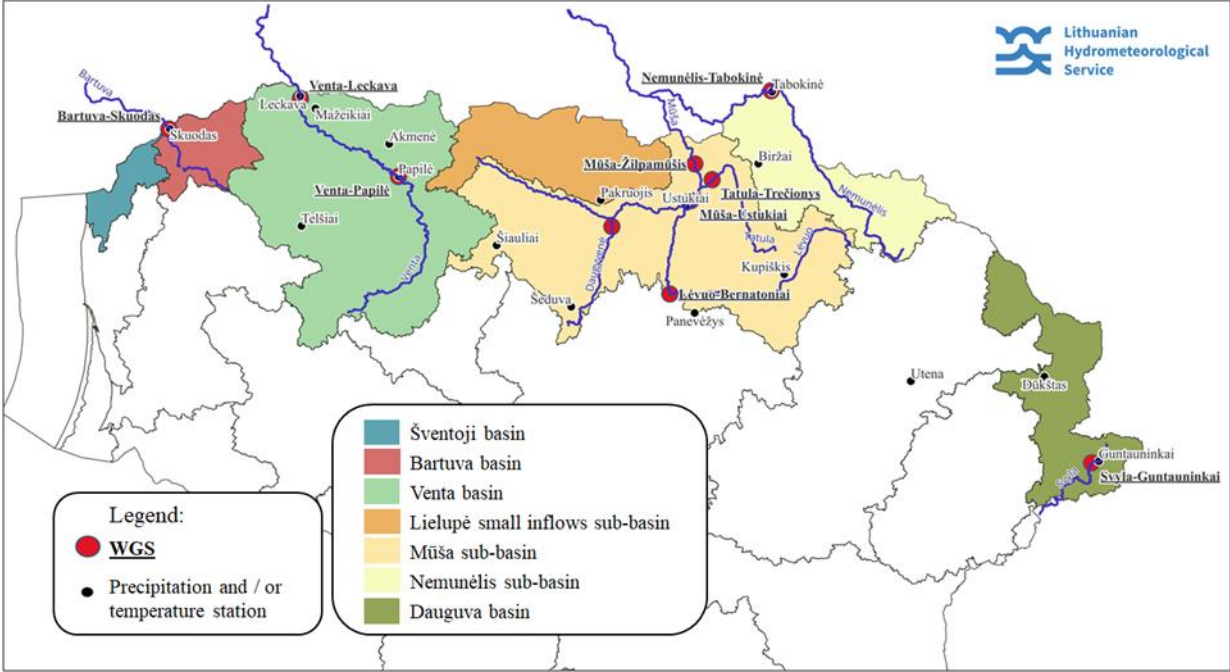 Lithuanian
Hydrometeorological
Service
Bartuva
Venta-Leckava
Leckava
Mažeikiai
Bartuva-Skuodas
Skuodas
Akmenė
Papilė
Venta-Papilė
Telšiai
Venta
Šiauliai
Nemunėlis-Tabokinė
Tabokinė
Mūša
Biržai
Mūša-Žilpamūšis
Tatula-Trečionys
Pakruojis
Ustukiai
Mūša-Ustukiai
Nemunėlis
Tatula
Lėvuo
Daugyvenė
Kupiškis
Šeduva
Lėvuo-Bernatoniai
Panevėžys
Utena
Dūkštas
Guntauninkai
Svyla-Guntauninkai
Svyla
Legend:
WGS
Precipitation and / or
temperature station
Šventoji basin
Bartuva basin
Venta basin
Lielupė small inflows sub-basin
Mūša sub-basin
Nemunėlis sub-basin
Dauguva basin